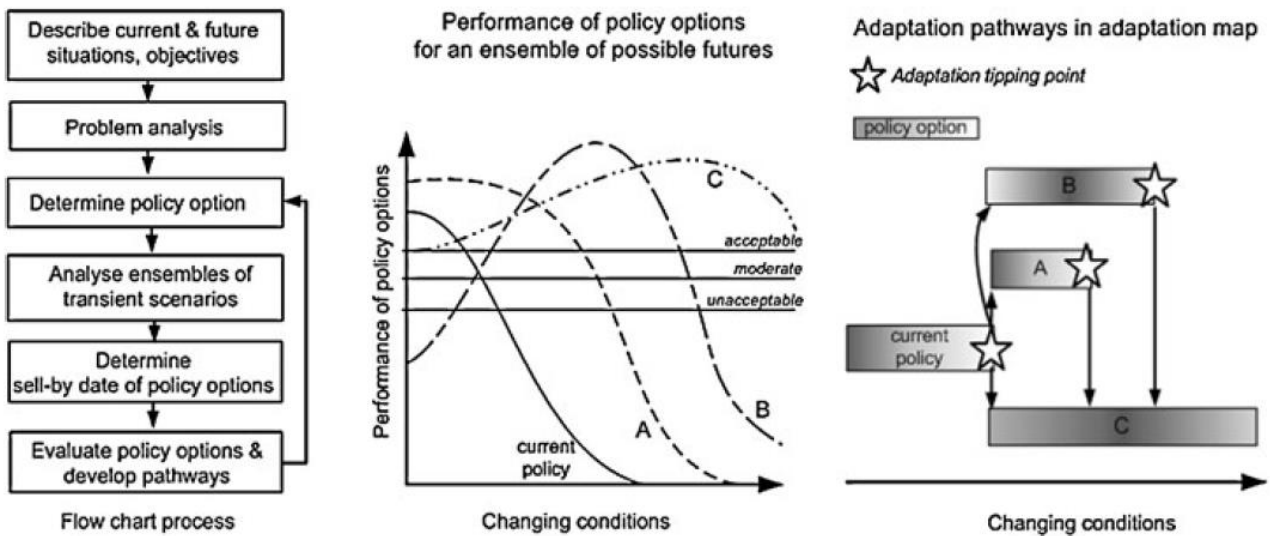 Describe current & future
situations, objectives
Problem analysis
Determine policy option
Analyse ensembles of
transient scenarios
Determine
sell-by date of policy options
Evaluate policy options &
develop pathways
Flow chart process
Performance of policy options
for an ensemble of possible futures
Performance of policy options
C
acceptable
moderate
unacceptable
A
B
current
policy
Changing conditions
Adaptation pathways in adaptation map
Adaptation tipping point
policy option
B
A
current
policy
C
Changing conditions